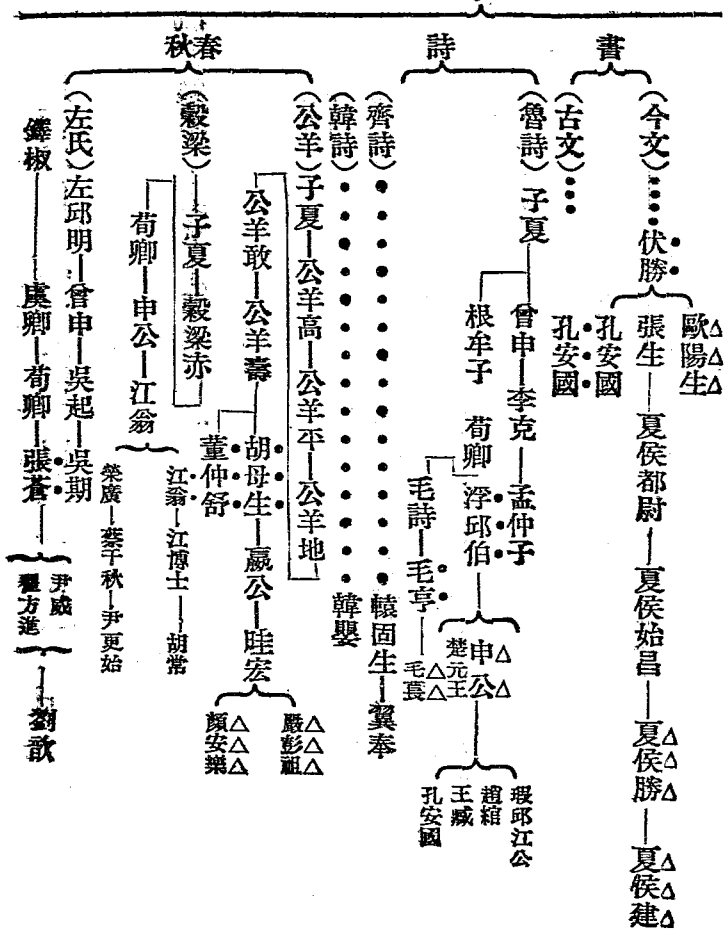 書
（今文）伏勝
歐陽生
張生—夏侯都尉—夏侯始昌—夏侯勝—夏侯建
孔安國
（古文）孔安國
詩
（魯詩）子夏
曾申—李克—孟仲子
根牟子 荀卿 浮邱伯
申公
楚元王
瑕邱江公
趙綰
王臧
孔安國
毛詩—毛亨—毛萇
（齊詩）轅固生—翼奉
（韓詩）韓嬰
春秋
（公羊）子夏—公羊高—公羊平—公羊地
公羊敢—公羊壽
胡母生—嬴公—眭宏
嚴彭祖
顏安樂
董仲舒
（穀梁）子夏—穀梁赤
荀卿—申公—江翁
江翁—江博士—胡常
榮廣—蔡千秋—尹更始
（左氏）左邱明—曾申—吳起—吳期
鐸椒—虞卿—荀卿—張蒼
尹咸
翟方進
劉歆